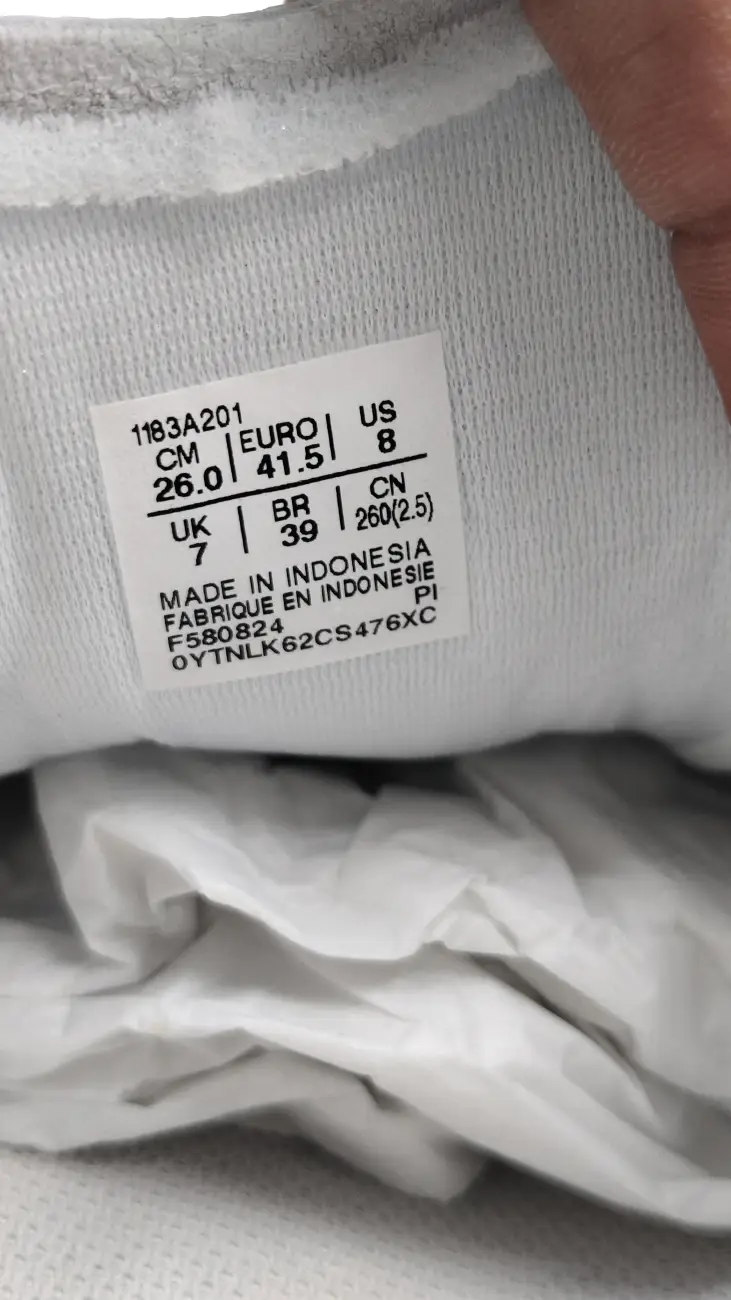 1183A201
CM | EURO | US
26.0 | 41.5 | 8
UK | BR | CN
7 | 39 | 260(2.5)
MADE IN INDONESIA
FABRIQUE EN INDONESIE
F580824 PI
0YTNLK62CS476XC